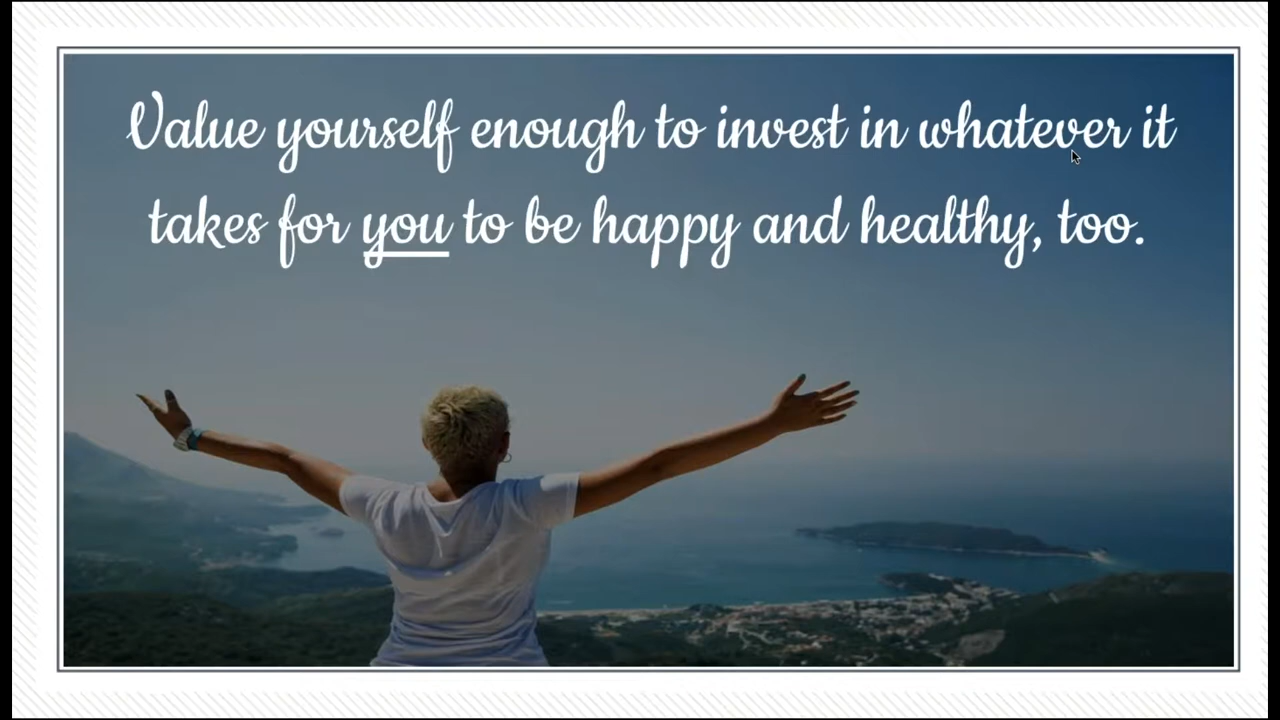 Value yourself enough to invest in whatever it
takes for you to be happy and healthy, too.